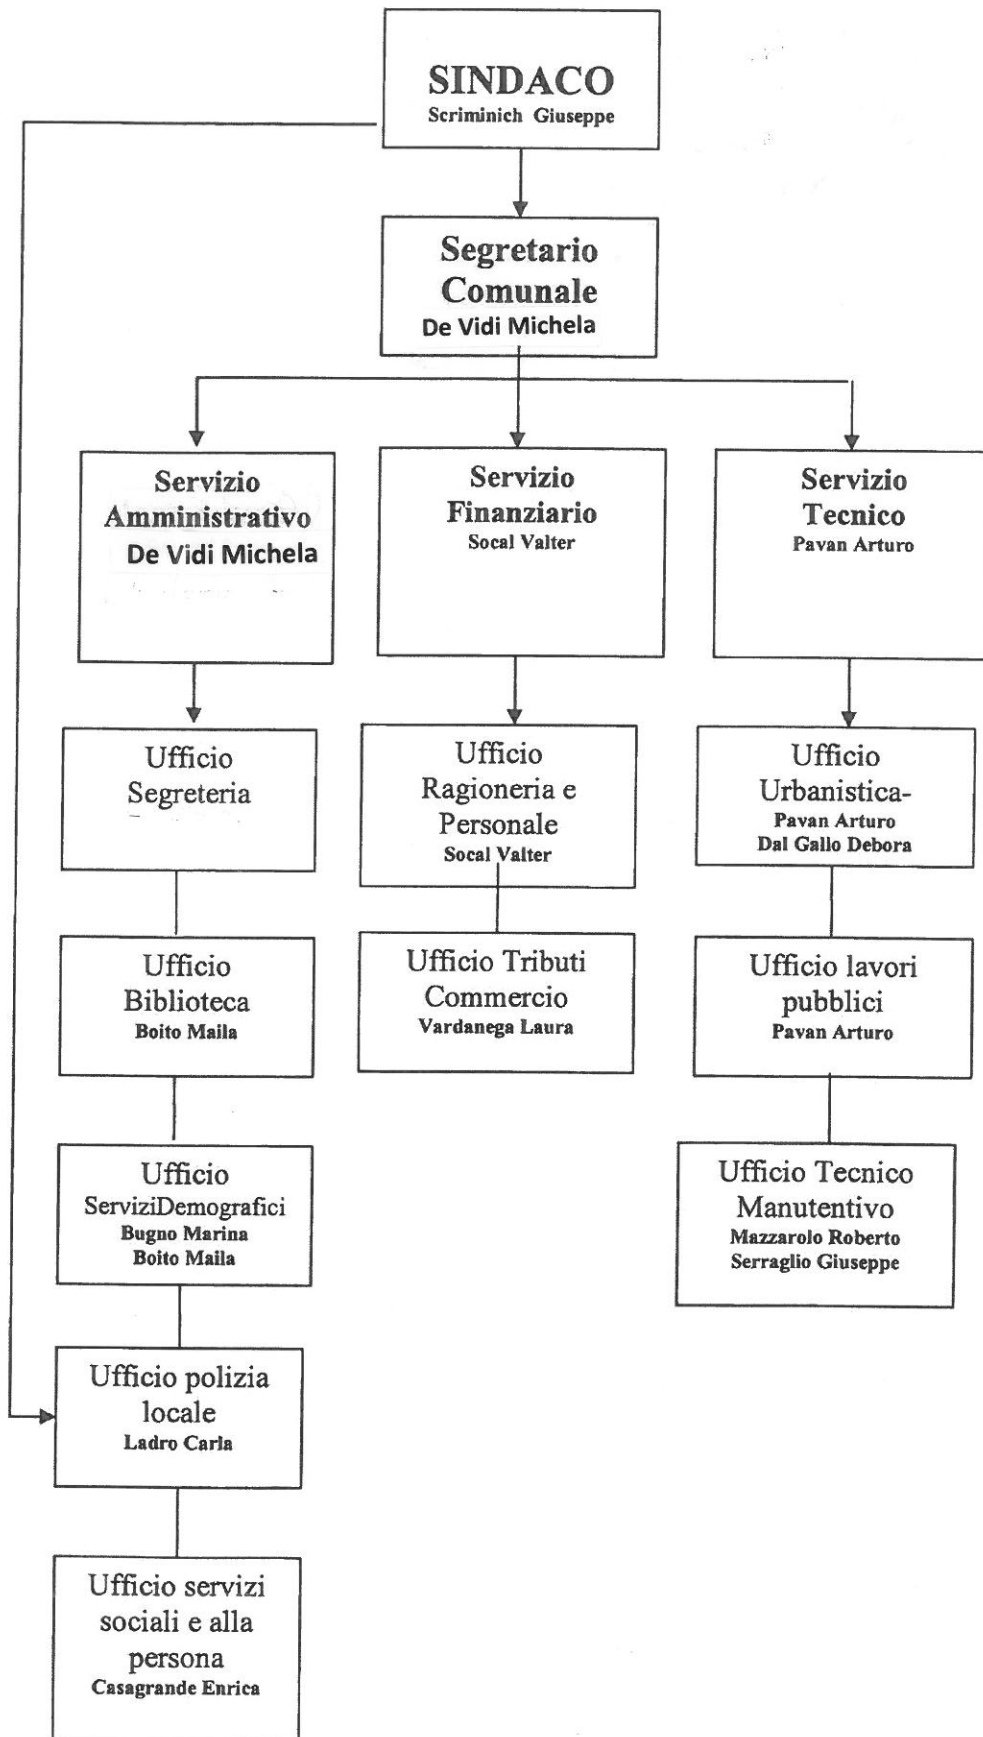 SINDACO
Scriminich Giuseppe
Segretario
Comunale
De Vidi Michela
Servizio
Amministrativo
De Vidi Michela
Servizio
Finanziario
Socal Valter
Servizio
Tecnico
Pavan Arturo
Ufficio
Segreteria
Ufficio
Ragioneria e
Personale
Socal Valter
Ufficio
Urbanistica-
Pavan Arturo
Dal Gallo Debora
Ufficio
Biblioteca
Boito Maila
Ufficio Tributi
Commercio
Vardanega Laura
Ufficio lavori
pubblici
Pavan Arturo
Ufficio
ServiziDemografici
Bugno Marina
Boito Maila
Ufficio Tecnico
Manutentivo
Mazzarolo Roberto
Serraglio Giuseppe
Ufficio polizia
locale
Ladro Carla
Ufficio servizi
sociali e alla
persona
Casagrande Enrica